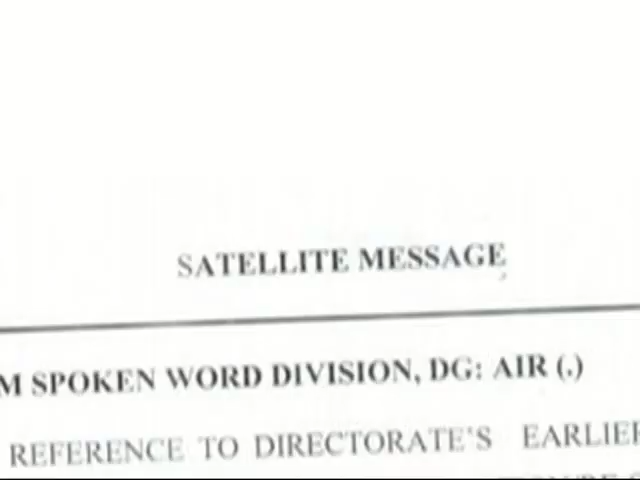 SATELLITE MESSAGE
M SPOKEN WORD DIVISION, DG: AIR (.)
REFERENCE TO DIRECTORATE'S EARLIER